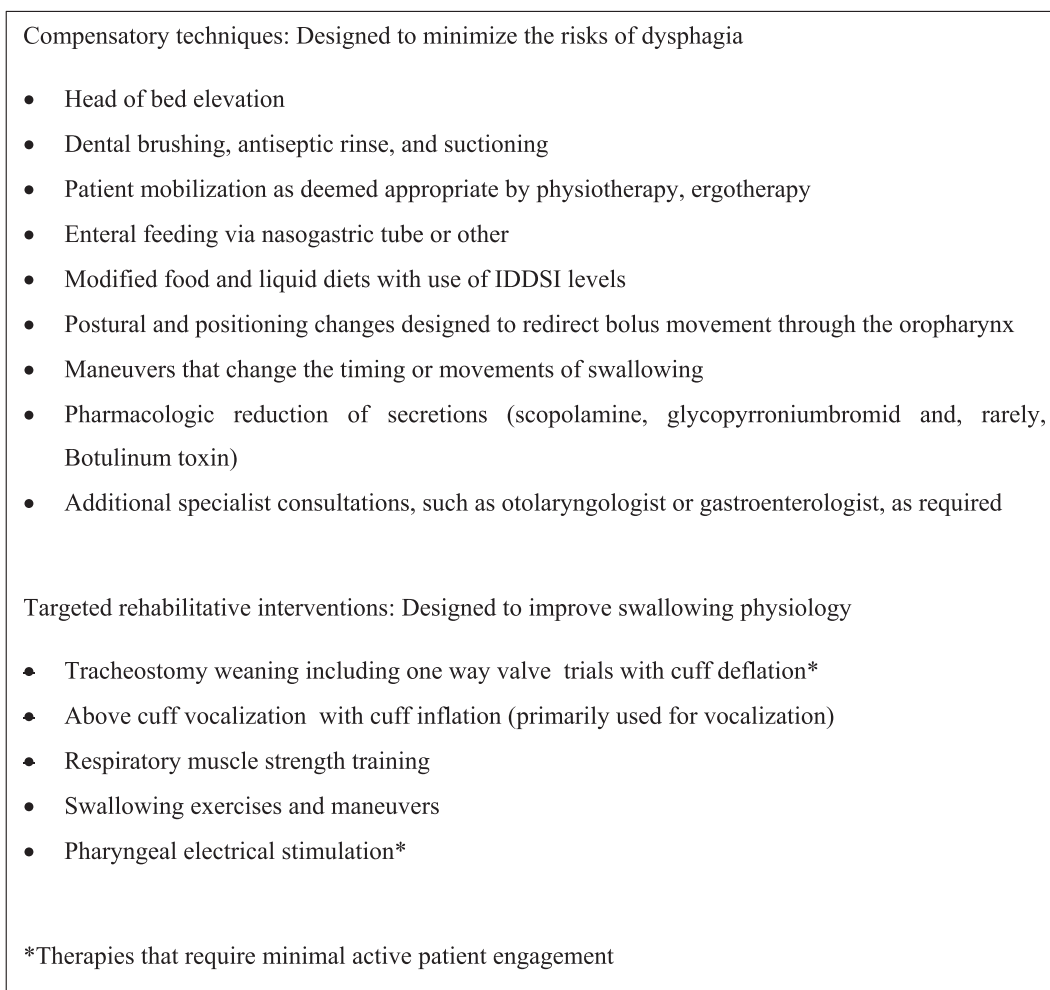 Compensatory techniques: Designed to minimize the risks of dysphagia
• Head of bed elevation
• Dental brushing, antiseptic rinse, and suctioning
• Patient mobilization as deemed appropriate by physiotherapy, ergotherapy
• Enteral feeding via nasogastric tube or other
• Modified food and liquid diets with use of IDDSI levels
• Postural and positioning changes designed to redirect bolus movement through the oropharynx
• Maneuvers that change the timing or movements of swallowing
• Pharmacologic reduction of secretions (scopolamine, glycopyrroniumbromid and, rarely,
Botulinum toxin)
• Additional specialist consultations, such as otolaryngologist or gastroenterologist, as required
Targeted rehabilitative interventions: Designed to improve swallowing physiology
• Tracheostomy weaning including one way valve trials with cuff deflation*
• Above cuff vocalization with cuff inflation (primarily used for vocalization)
• Respiratory muscle strength training
• Swallowing exercises and maneuvers
• Pharyngeal electrical stimulation*
*Therapies that require minimal active patient engagement